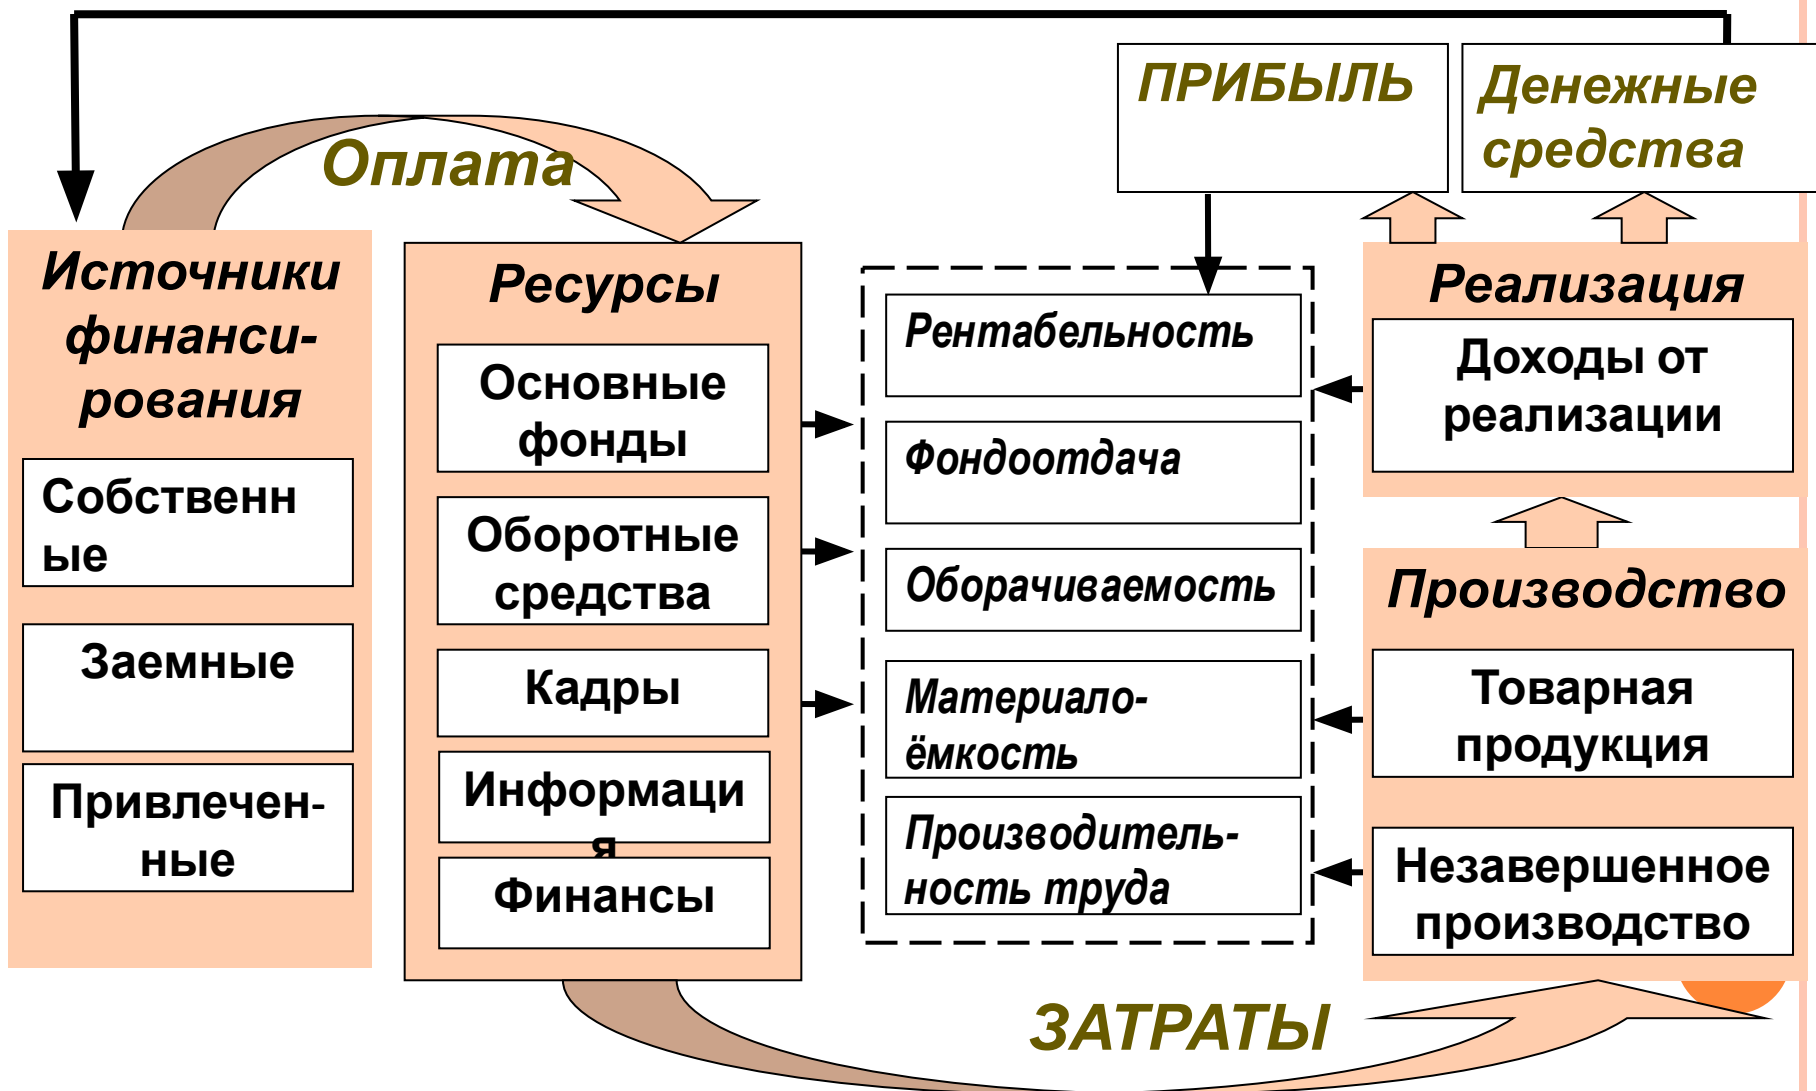 ПРИБЫЛЬ
Денежные
средства
Оплата
Источники
финанси-
рования
Собственн
ые
Заемные
Привлечен-
ные
Ресурсы
Основные
фонды
Оборотные
средства
Кадры
Информаци
я
Финансы
Рентабельность
Фондоотдача
Оборачиваемость
Материало-
ёмкость
Производитель-
ность труда
Реализация
Доходы от
реализации
Производство
Товарная
продукция
Незавершенное
производство
ЗАТРАТЫ